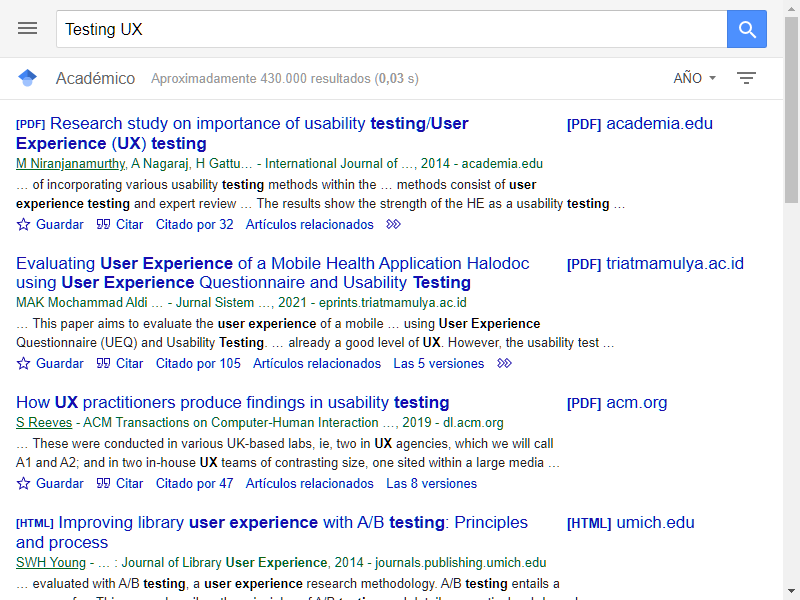 Testing UX
Académico Aproximadamente 430.000 resultados (0,03 s) AÑO
[PDF] Research study on importance of usability testing/User Experience (UX) testing
[PDF] academia.edu
M Niranjanamurthy, A Nagaraj, H Gattu… - International Journal of …, 2014 - academia.edu
… of incorporating various usability testing methods within the … methods consist of user
experience testing and expert review … The results show the strength of the HE as a usability testing …
Guardar Citar Citado por 32 Artículos relacionados
Evaluating User Experience of a Mobile Health Application Halodoc
using User Experience Questionnaire and Usability Testing
[PDF] triatmamulya.ac.id
MAK Mochammad Aldi … - Jurnal Sistem …, 2021 - eprints.triatmamulya.ac.id
… This paper aims to evaluate the user experience of a mobile … using User Experience
Questionnaire (UEQ) and Usability Testing. … already a good level of UX. However, the usability test …
Guardar Citar Citado por 105 Artículos relacionados Las 5 versiones
How UX practitioners produce findings in usability testing
[PDF] acm.org
S Reeves - ACM Transactions on Computer-Human Interaction …, 2019 - dl.acm.org
… These were conducted in various UK-based labs, ie, two in UX agencies, which we will call
A1 and A2; and in two in-house UX teams of contrasting size, one sited within a large media …
Guardar Citar Citado por 47 Artículos relacionados Las 8 versiones
[HTML] Improving library user experience with A/B testing: Principles
and process
[HTML] umich.edu
SWH Young - … : Journal of Library User Experience, 2014 - journals.publishing.umich.edu
… evaluated with A/B testing, a user experience research methodology. A/B testing entails a